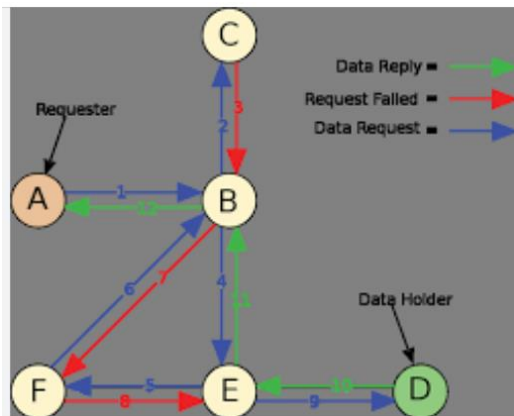 C
Data Reply =
Request Failed =
Data Request =
Requester
3
2
A
1
12
B
6
7
4
11
Data Holder
F
5
8
E
10
9
D